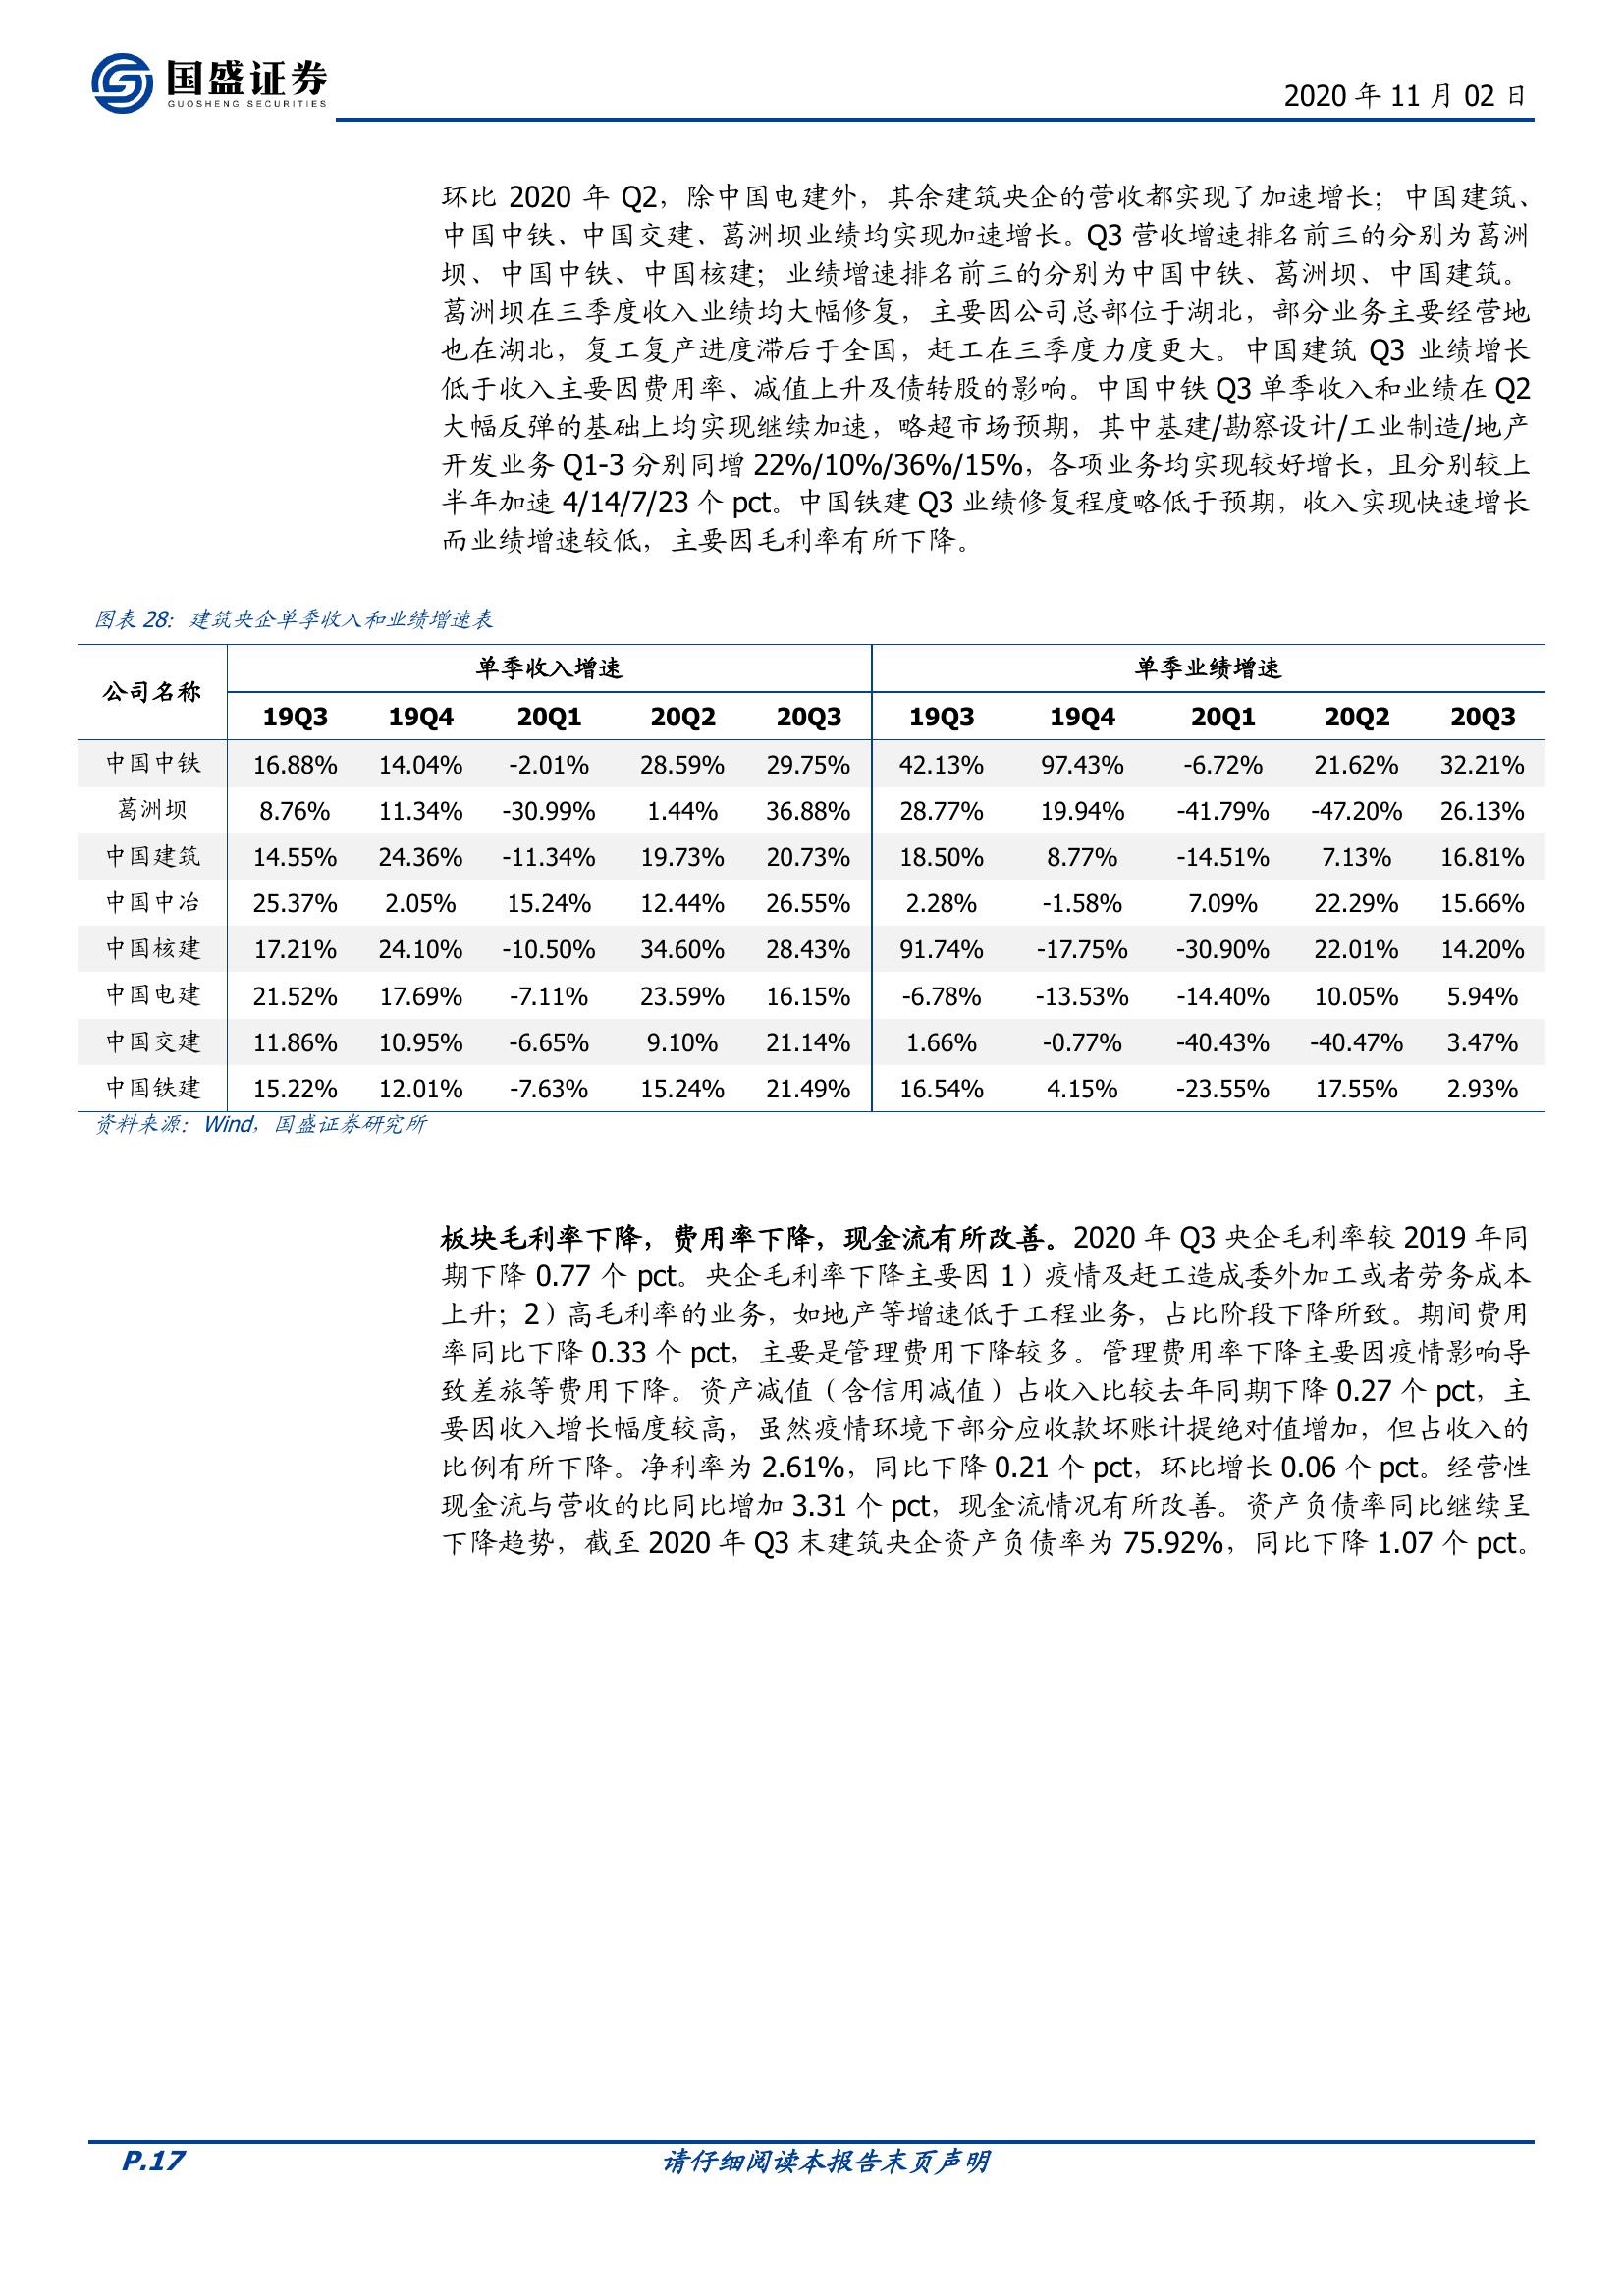 国盛证券
GUOSHENG SECURITIES
2020 年 11 月 02 日
环比 2020 年 Q2，除中国电建外，其余建筑央企的营收都实现了加速增长；中国建筑、
中国中铁、中国交建、葛洲坝业绩均实现加速增长。Q3 营收增速排名前三的分别为葛洲
坝、中国中铁、中国核建；业绩增速排名前三的分别为中国中铁、葛洲坝、中国建筑。
葛洲坝在三季度收入业绩均大幅修复，主要因公司总部位于湖北，部分业务主要经营地
也在湖北，复工复产进度滞后于全国，赶工在三季度力度更大。中国建筑 Q3 业绩增长
低于收入主要因费用率、减值上升及债转股的影响。中国中铁 Q3 单季收入和业绩在 Q2
大幅反弹的基础上均实现继续加速，略超市场预期，其中基建/勘察设计/工业制造/地产
开发业务 Q1-3 分别同增 22%/10%/36%/15%，各项业务均实现较好增长，且分别较上
半年加速 4/14/7/23 个 pct。中国铁建 Q3 业绩修复程度略低于预期，收入实现快速增长
而业绩增速较低，主要因毛利率有所下降。
图表 28：建筑央企单季收入和业绩增速表
公司名称 单季收入增速 单季业绩增速
19Q3 19Q4 20Q1 20Q2 20Q3 19Q3 19Q4 20Q1 20Q2 20Q3
中国中铁 16.88% 14.04% -2.01% 28.59% 29.75% 42.13% 97.43% -6.72% 21.62% 32.21%
葛洲坝 8.76% 11.34% -30.99% 1.44% 36.88% 28.77% 19.94% -41.79% -47.20% 26.13%
中国建筑 14.55% 24.36% -11.34% 19.73% 20.73% 18.50% 8.77% -14.51% 7.13% 16.81%
中国中冶 25.37% 2.05% 15.24% 12.44% 26.55% 2.28% -1.58% 7.09% 22.29% 15.66%
中国核建 17.21% 24.10% -10.50% 34.60% 28.43% 91.74% -17.75% -30.90% 22.01% 14.20%
中国电建 21.52% 17.69% -7.11% 23.59% 16.15% -6.78% -13.53% -14.40% 10.05% 5.94%
中国交建 11.86% 10.95% -6.65% 9.10% 21.14% 1.66% -0.77% -40.43% -40.47% 3.47%
中国铁建 15.22% 12.01% -7.63% 15.24% 21.49% 16.54% 4.15% -23.55% 17.55% 2.93%
资料来源：Wind，国盛证券研究所
板块毛利率下降，费用率下降，现金流有所改善。2020 年 Q3 央企毛利率较 2019 年同
期下降 0.77 个 pct。央企毛利率下降主要因 1）疫情及赶工造成委外加工或者劳务成本
上升；2）高毛利率的业务，如地产等增速低于工程业务，占比阶段下降所致。期间费用
率同比下降 0.33 个 pct，主要是管理费用下降较多。管理费用率下降主要因疫情影响导
致差旅等费用下降。资产减值（含信用减值）占收入比较去年同期下降 0.27 个 pct，主
要因收入增长幅度较高，虽然疫情环境下部分应收款坏账计提绝对值增加，但占收入的
比例有所下降。净利率为 2.61%，同比下降 0.21 个 pct，环比增长 0.06 个 pct。经营性
现金流与营收的比同比增加 3.31 个 pct，现金流情况有所改善。资产负债率同比继续呈
下降趋势，截至 2020 年 Q3 末建筑央企资产负债率为 75.92%，同比下降 1.07 个 pct。
P.17 请仔细阅读本报告末页声明